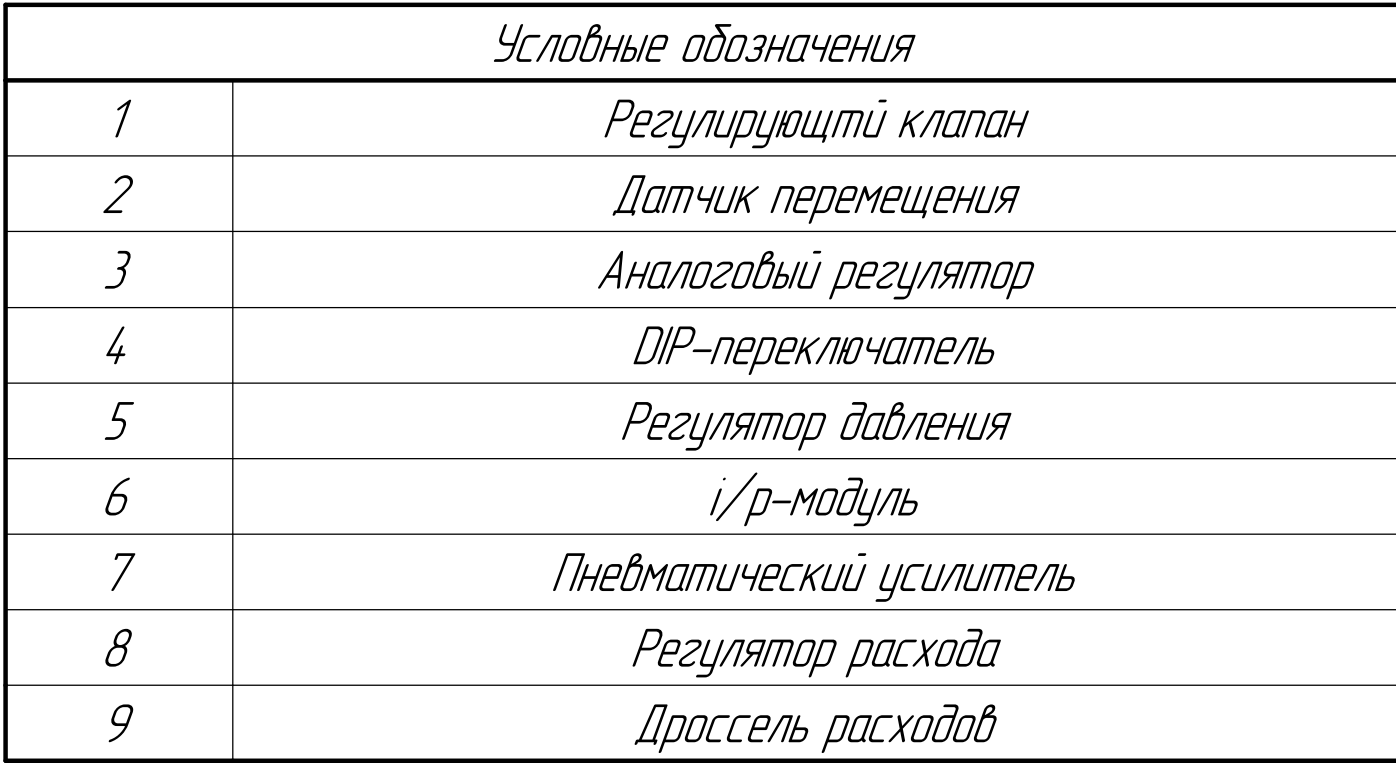 Условные обозначения
1 Регулирующтй клапан
2 Датчик перемещения
3 Аналоговый регулятор
4 DIP-переключатель
5 Регулятор давления
6 i/p-модуль
7 Пневматический усилитель
8 Регулятор расхода
9 Дроссель расходов